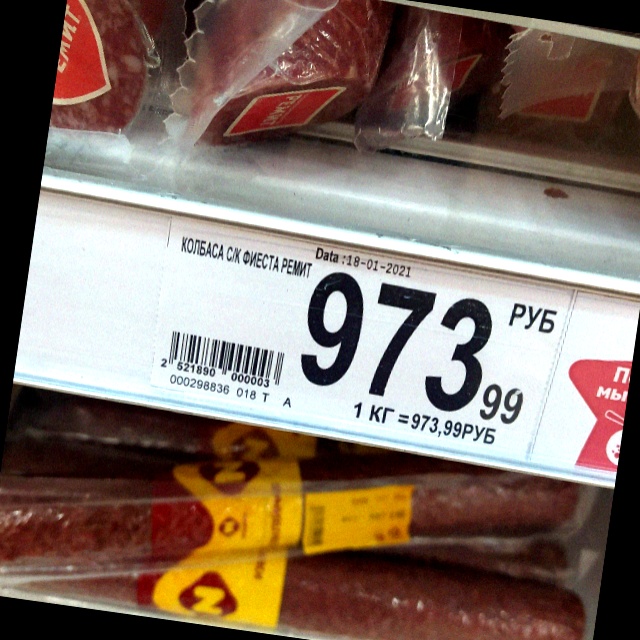 РЕМИТ
КОЛБАСА С/К ФИЕСТА РЕМИТ
Data :18-01-2021
973 99
РУБ
2 521890 000003
000298836 018 Т А
1 КГ =973,99РУБ